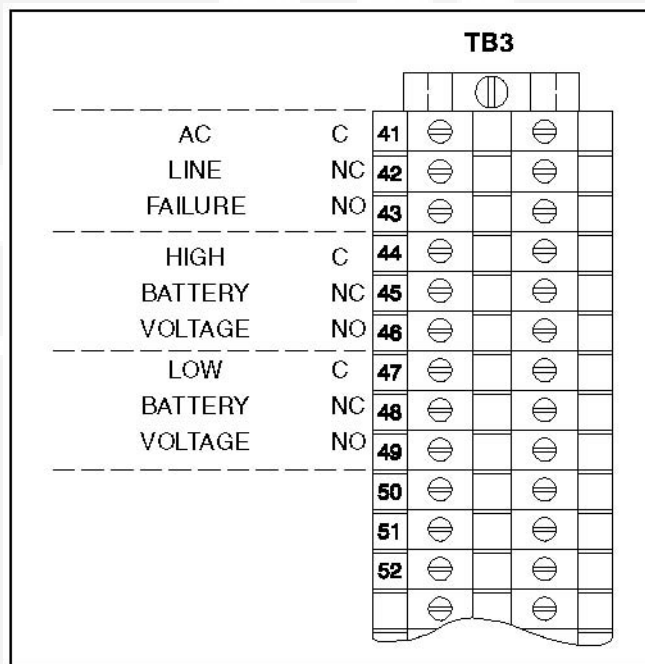 TB3
AC C 41
LINE NC 42
FAILURE NO 43
HIGH C 44
BATTERY NC 45
VOLTAGE NO 46
LOW C 47
BATTERY NC 48
VOLTAGE NO 49
50
51
52